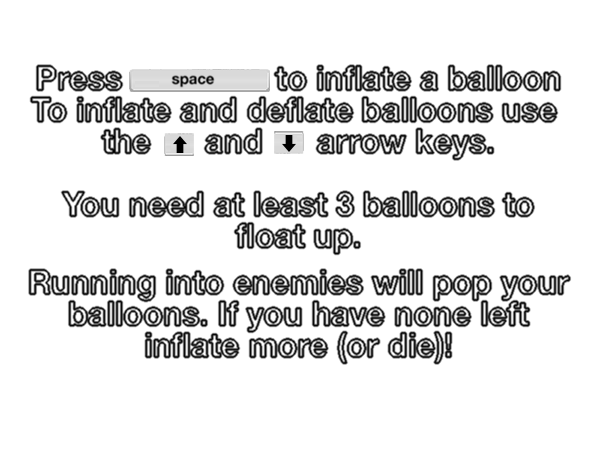 Press space to inflate a balloon
To inflate and deflate balloons use
the ⬆ and ⬇ arrow keys.
You need at least 3 balloons to
float up.
Running into enemies will pop your
balloons. If you have none left
inflate more (or die)!